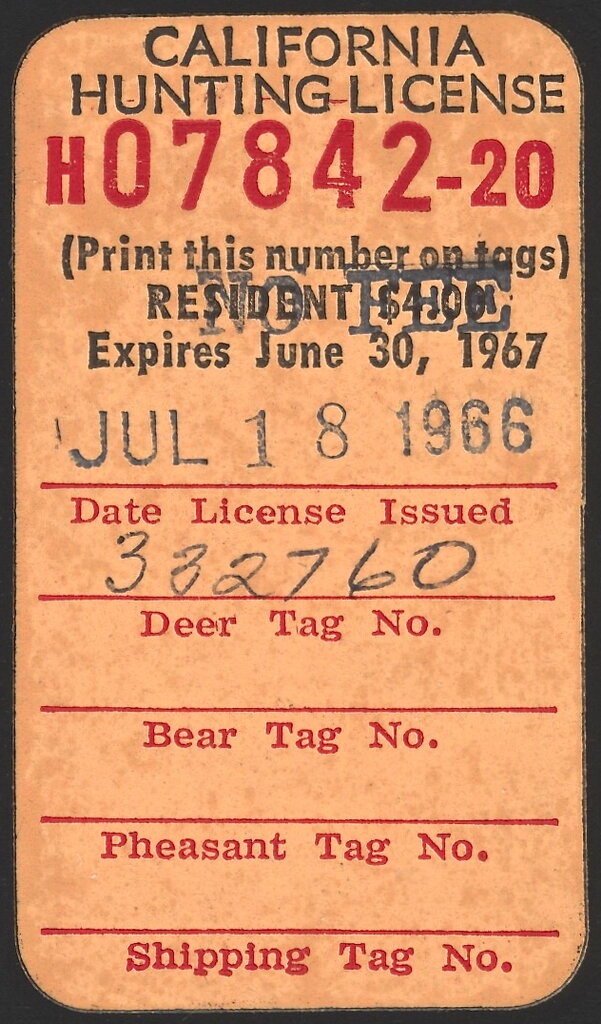 CALIFORNIA
HUNTING LICENSE
H07842-20
(Print this number on tags)
NO FEE
RESIDENT $4.00
Expires June 30, 1967
JUL 18 1966
Date License Issued
332760
Deer Tag No.
Bear Tag No.
Pheasant Tag No.
Shipping Tag No.